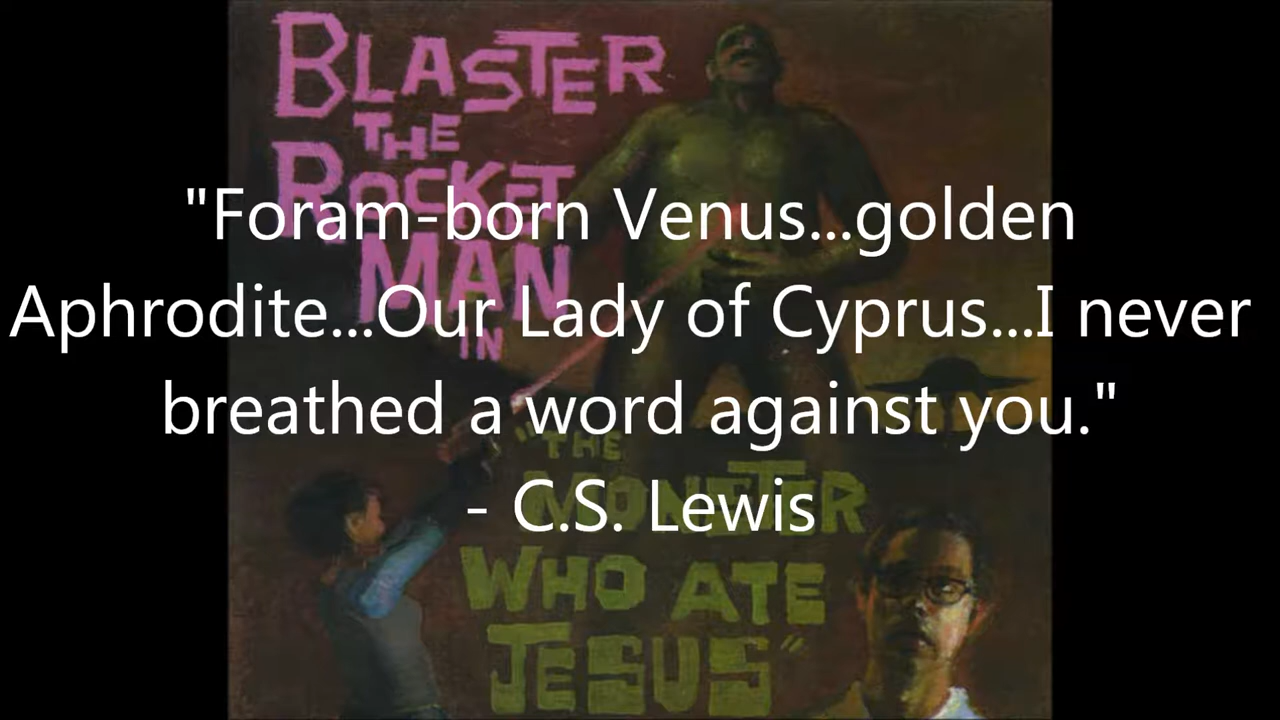 BLASTER
THE
ROCKET
MAN
IN
"Foram-born Venus...golden
Aphrodite...Our Lady of Cyprus...I never
breathed a word against you."
- C.S. Lewis
"THE
MONSTER
WHO ATE
JESUS"